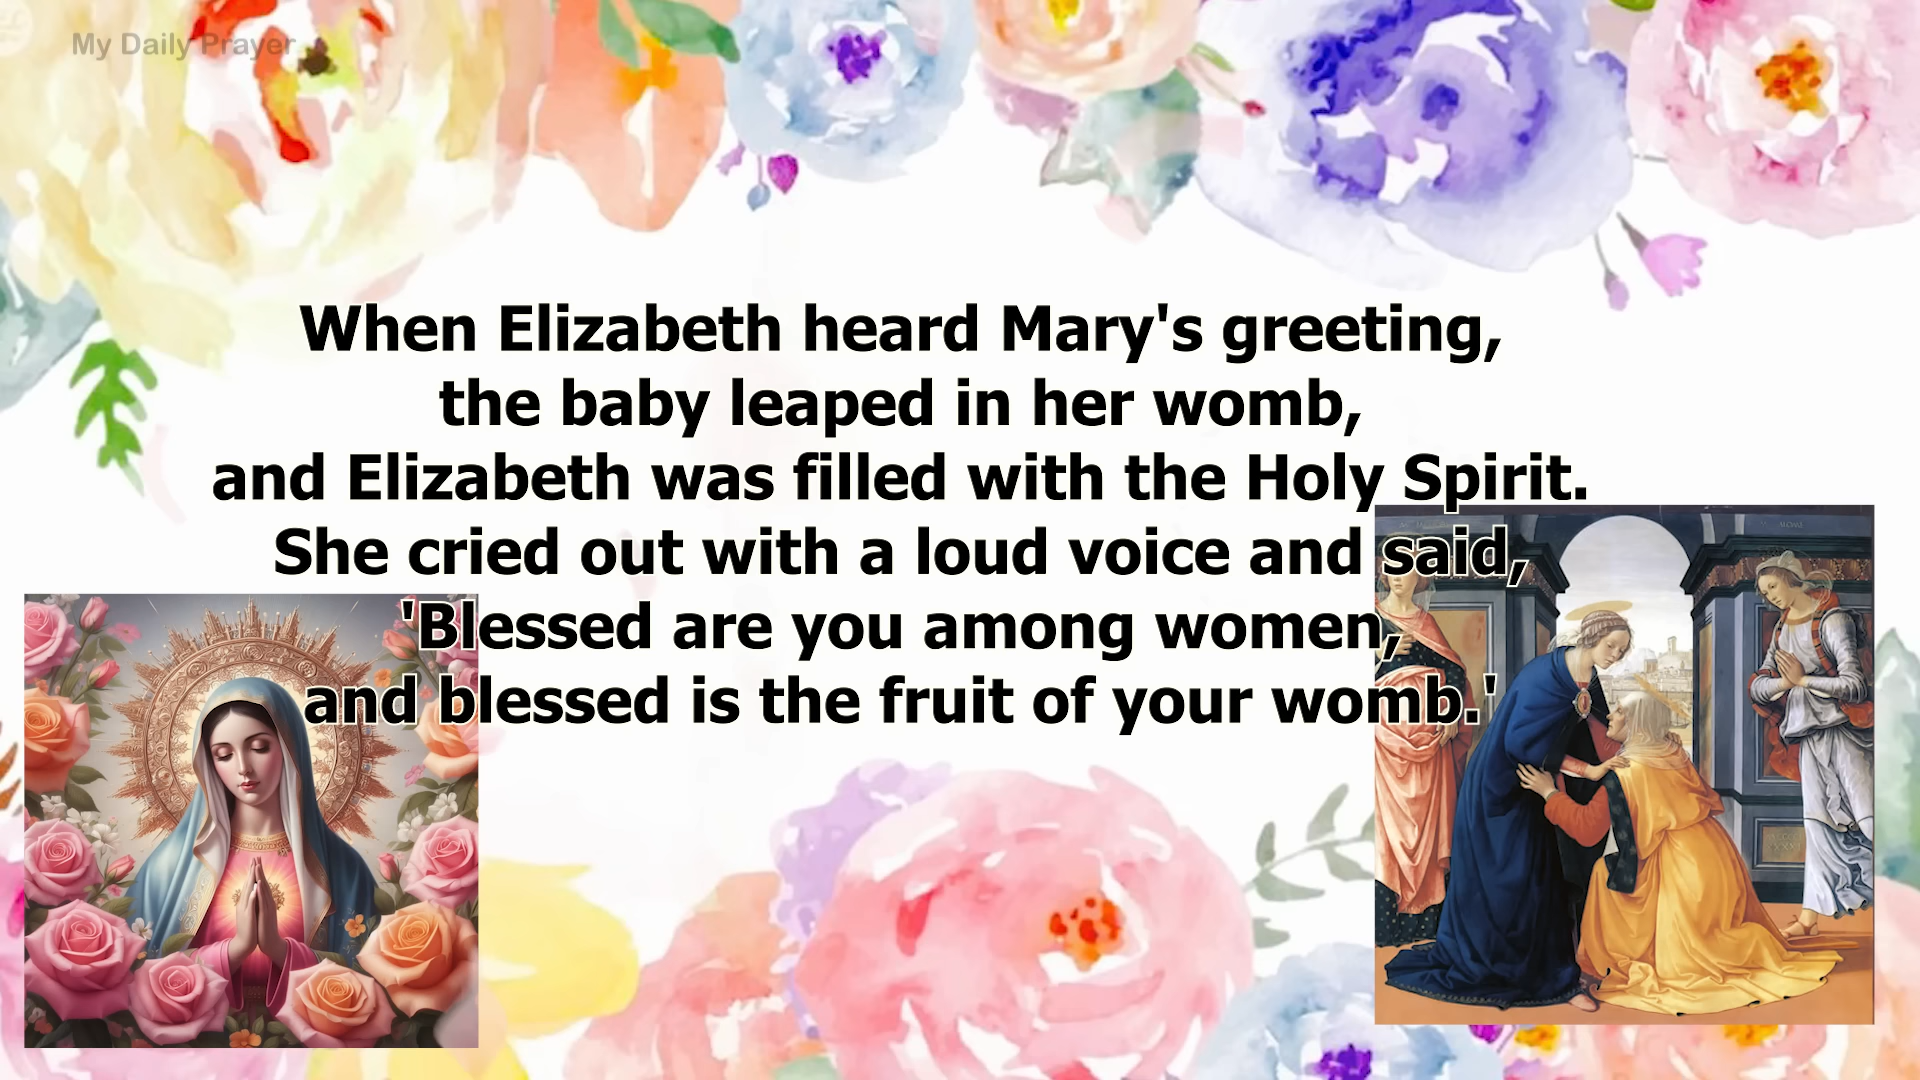 My Daily Prayer
When Elizabeth heard Mary's greeting,
the baby leaped in her womb,
and Elizabeth was filled with the Holy Spirit.
She cried out with a loud voice and said,
'Blessed are you among women,
and blessed is the fruit of your womb.'